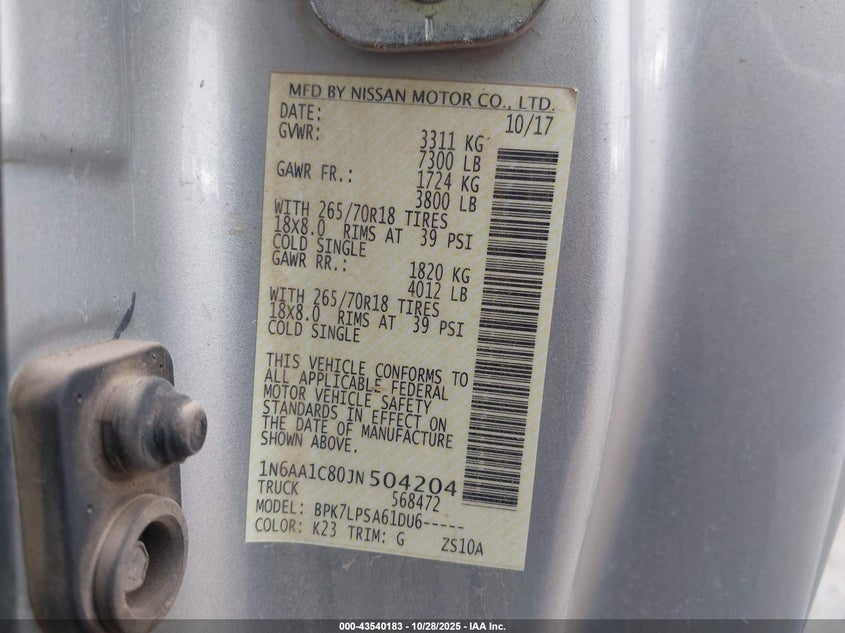 MFD BY NISSAN MOTOR CO., LTD.
DATE: 10/17
GVWR: 3311 KG
7300 LB
GAWR FR.: 1724 KG
3800 LB
WITH 265/70R18 TIRES
18X8.0 RIMS AT 39 PSI
COLD SINGLE
GAWR RR.: 1820 KG
4012 LB
WITH 265/70R18 TIRES
18X8.0 RIMS AT 39 PSI
COLD SINGLE
THIS VEHICLE CONFORMS TO
ALL APPLICABLE FEDERAL
MOTOR VEHICLE SAFETY
STANDARDS IN EFFECT ON
THE DATE OF MANUFACTURE
SHOWN ABOVE.
1N6AA1C80JN504204
TRUCK 568472
MODEL: BPK7LPSA61DU6-----
COLOR: K23 TRIM: G ZS10A
000-43540183 - 10/28/2025 - IAA Inc.